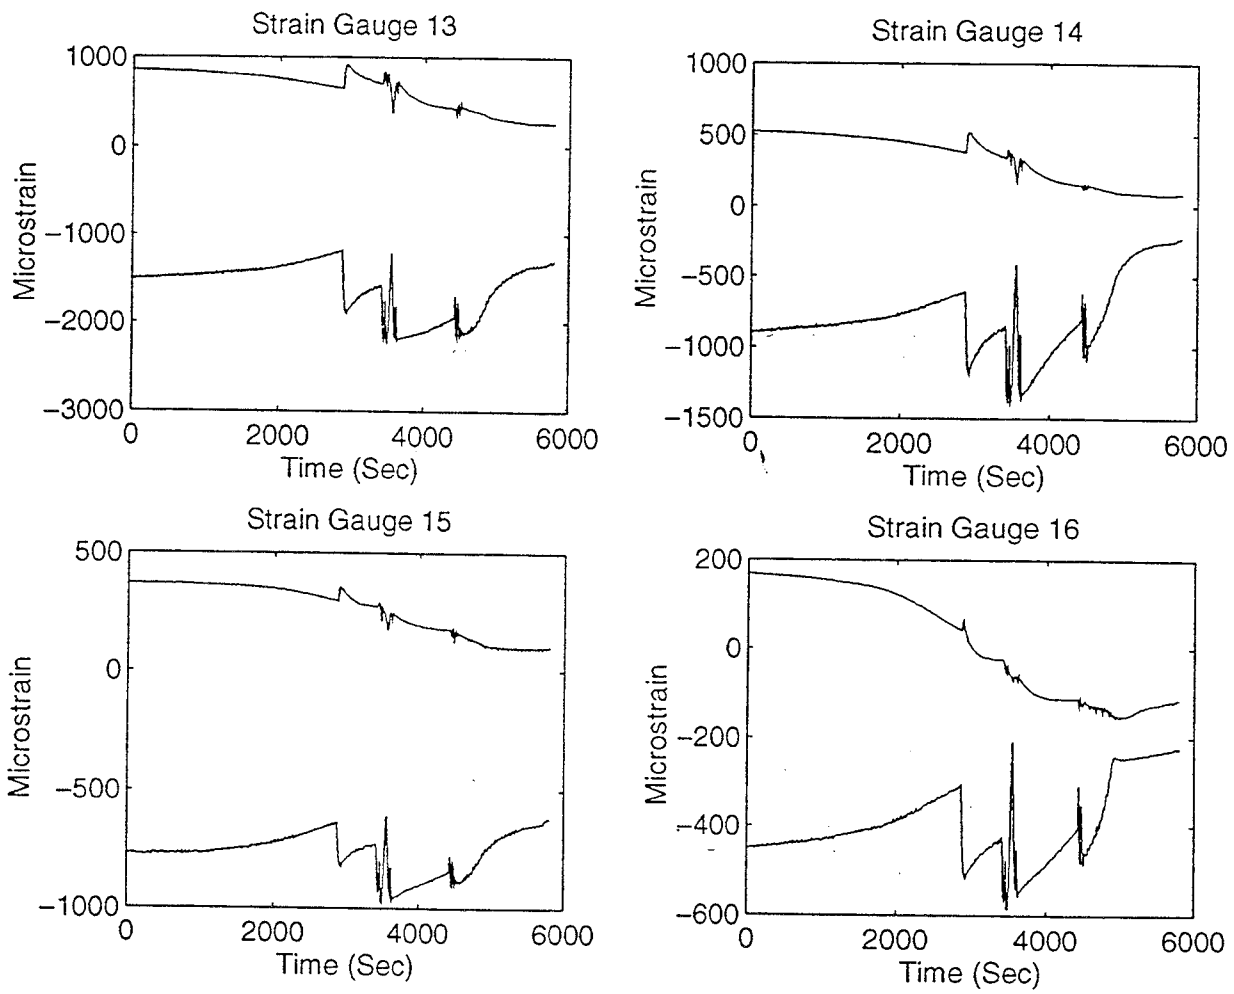 Strain Gauge 13
1000
0
−1000
−2000
−3000
Microstrain
0 2000 4000 6000
Time (Sec)
Strain Gauge 14
1000
500
0
−500
−1000
−1500
Microstrain
0 2000 4000 6000
Time (Sec)
Strain Gauge 15
500
0
−500
−1000
Microstrain
0 2000 4000 6000
Time (Sec)
Strain Gauge 16
200
0
−200
−400
−600
Microstrain
0 2000 4000 6000
Time (Sec)